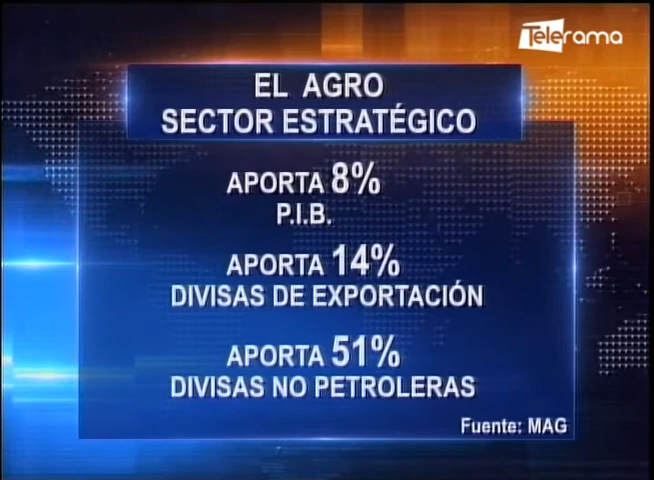 Telerama
EL AGRO
SECTOR ESTRATÉGICO
APORTA 8%
P.I.B.
APORTA 14%
DIVISAS DE EXPORTACIÓN
APORTA 51%
DIVISAS NO PETROLERAS
Fuente: MAG